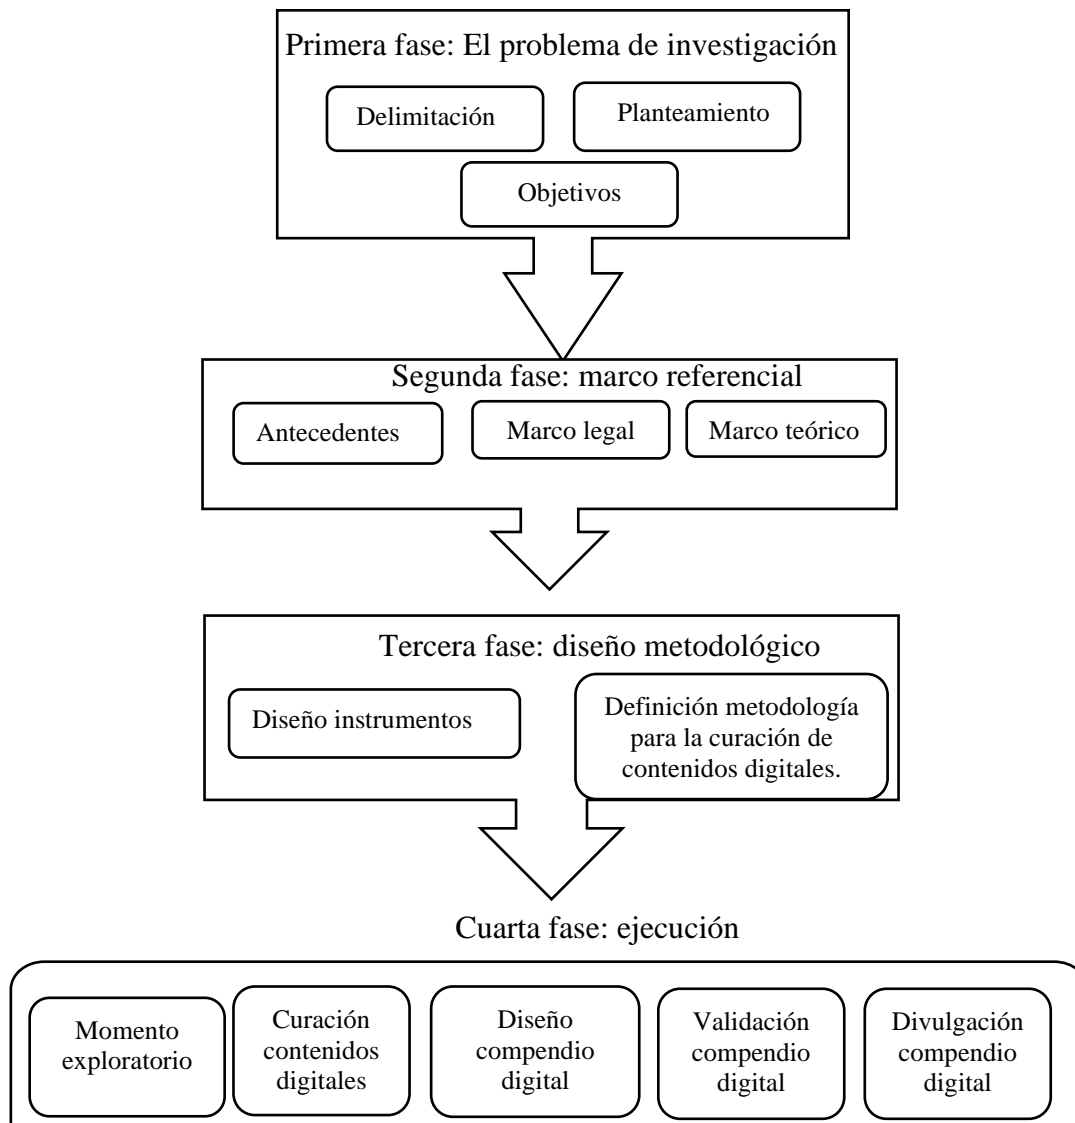 Primera fase: El problema de investigación
Delimitación
Planteamiento
Objetivos
Segunda fase: marco referencial
Antecedentes
Marco legal
Marco teórico
Tercera fase: diseño metodológico
Diseño instrumentos
Definición metodología
para la curación de
contenidos digitales.
Cuarta fase: ejecución
Momento
exploratorio
Curación
contenidos
digitales
Diseño
compendio
digital
Validación
compendio
digital
Divulgación
compendio
digital